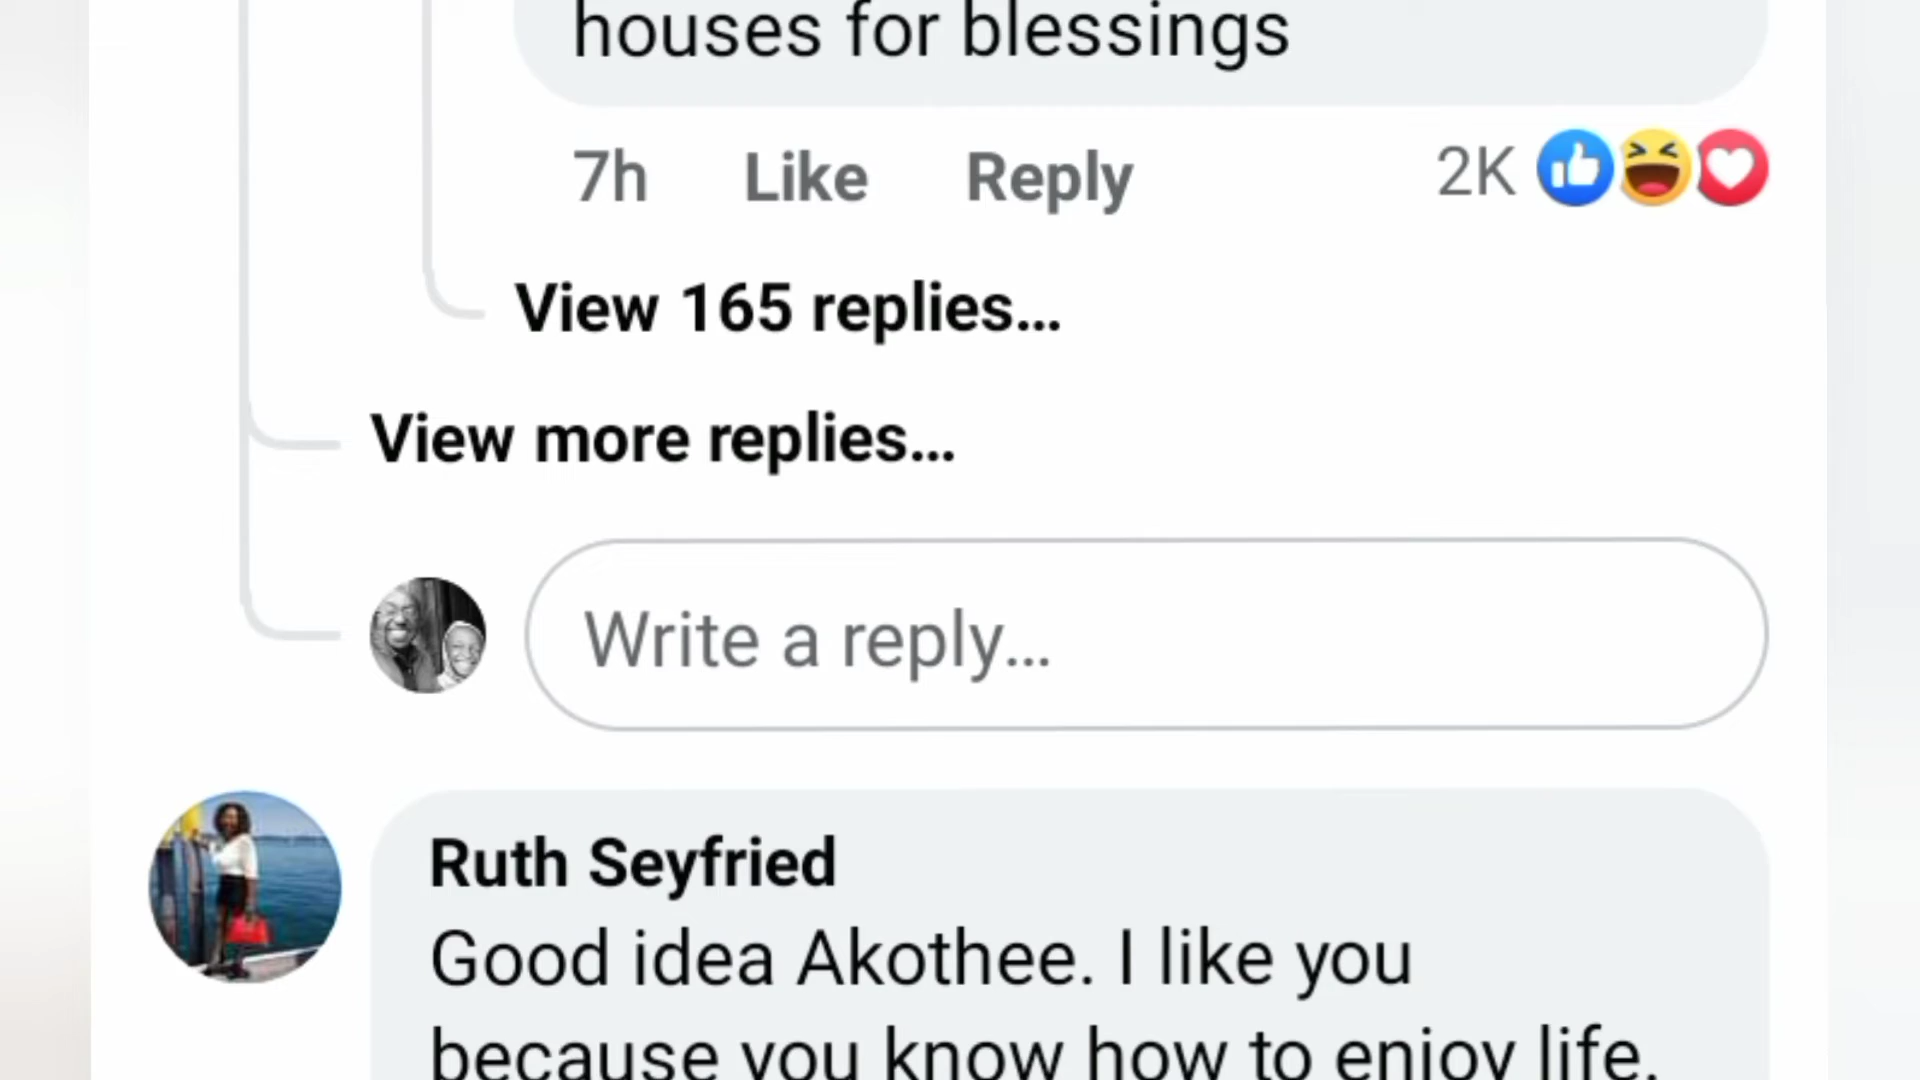 houses for blessings
7h Like Reply 2K
View 165 replies...
View more replies...
Write a reply...
Ruth Seyfried
Good idea Akothee. I like you
because you know how to enjoy life.